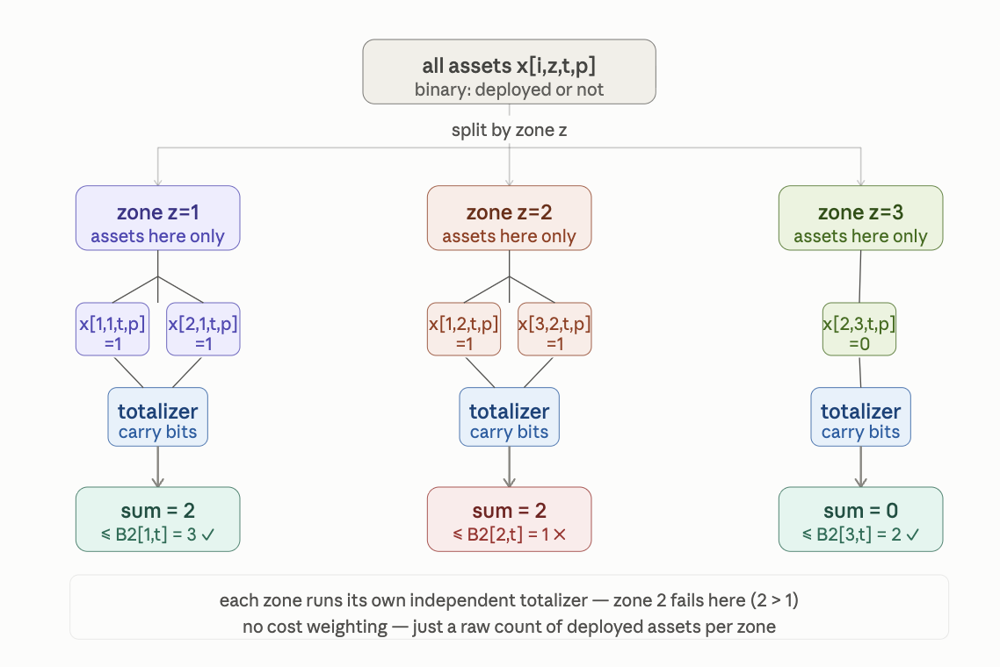 all assets x[i,z,t,p]
binary: deployed or not
split by zone z
zone z=1
assets here only
zone z=2
assets here only
zone z=3
assets here only
x[1,1,t,p]
=1
x[2,1,t,p]
=1
x[1,2,t,p]
=1
x[3,2,t,p]
=1
x[2,3,t,p]
=0
totalizer
carry bits
totalizer
carry bits
totalizer
carry bits
sum = 2
⩽ B2[1,t] = 3 ✓
sum = 2
⩽ B2[2,t] = 1 ✕
sum = 0
⩽ B2[3,t] = 2 ✓
each zone runs its own independent totalizer — zone 2 fails here (2 > 1)
no cost weighting — just a raw count of deployed assets per zone